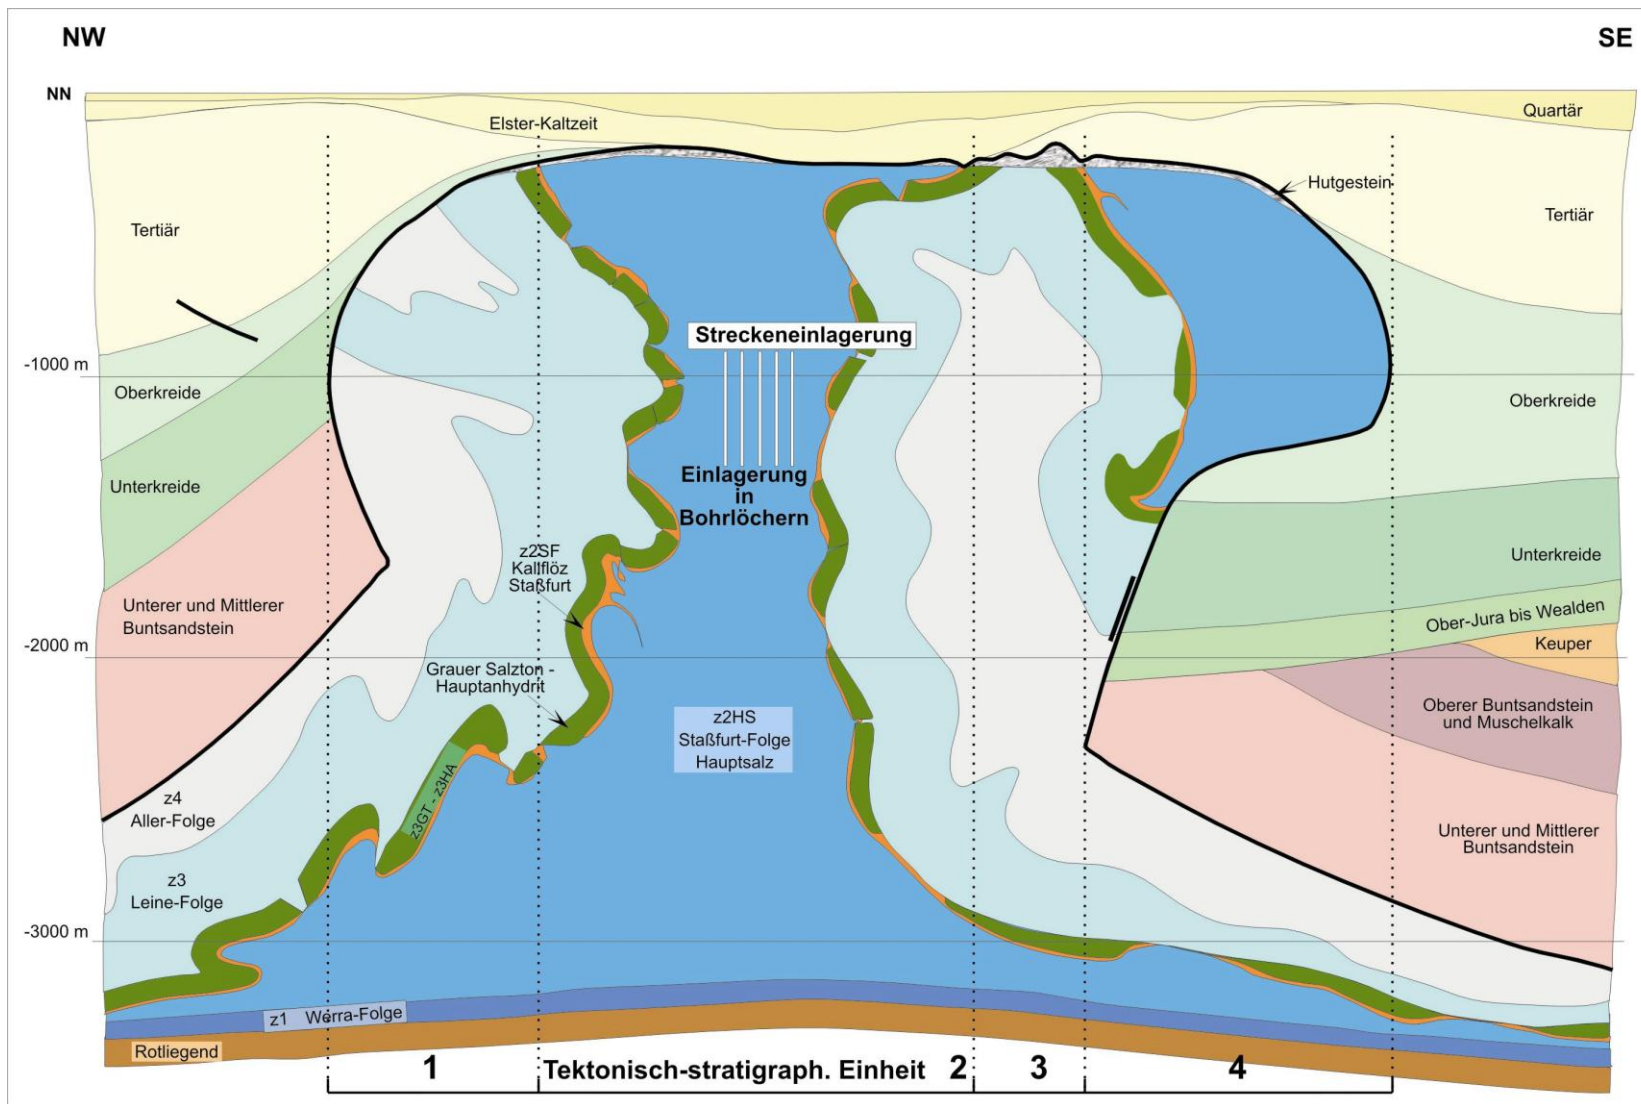 NW
SE
NN
Quartär
Elster-Kaltzeit
Hutgestein
Tertiär
Tertiär
Streckeneinlagerung
-1000 m
Oberkreide
Oberkreide
Unterkreide
Einlagerung
in
Bohrlöchern
z2SF
Kaliflöz
Staßfurt
Unterkreide
Unterer und Mittlerer
Buntsandstein
Ober-Jura bis Wealden
Keuper
-2000 m
Grauer Salzton -
Hauptanhydrit
z2HS
Staßfurt-Folge
Hauptsalz
Oberer Buntsandstein
und Muschelkalk
z3GT - z3HA
z4
Aller-Folge
Unterer und Mittlerer
Buntsandstein
z3
Leine-Folge
-3000 m
z1 Werra-Folge
Rotliegend
1 Tektonisch-stratigraph. Einheit 2 3 4